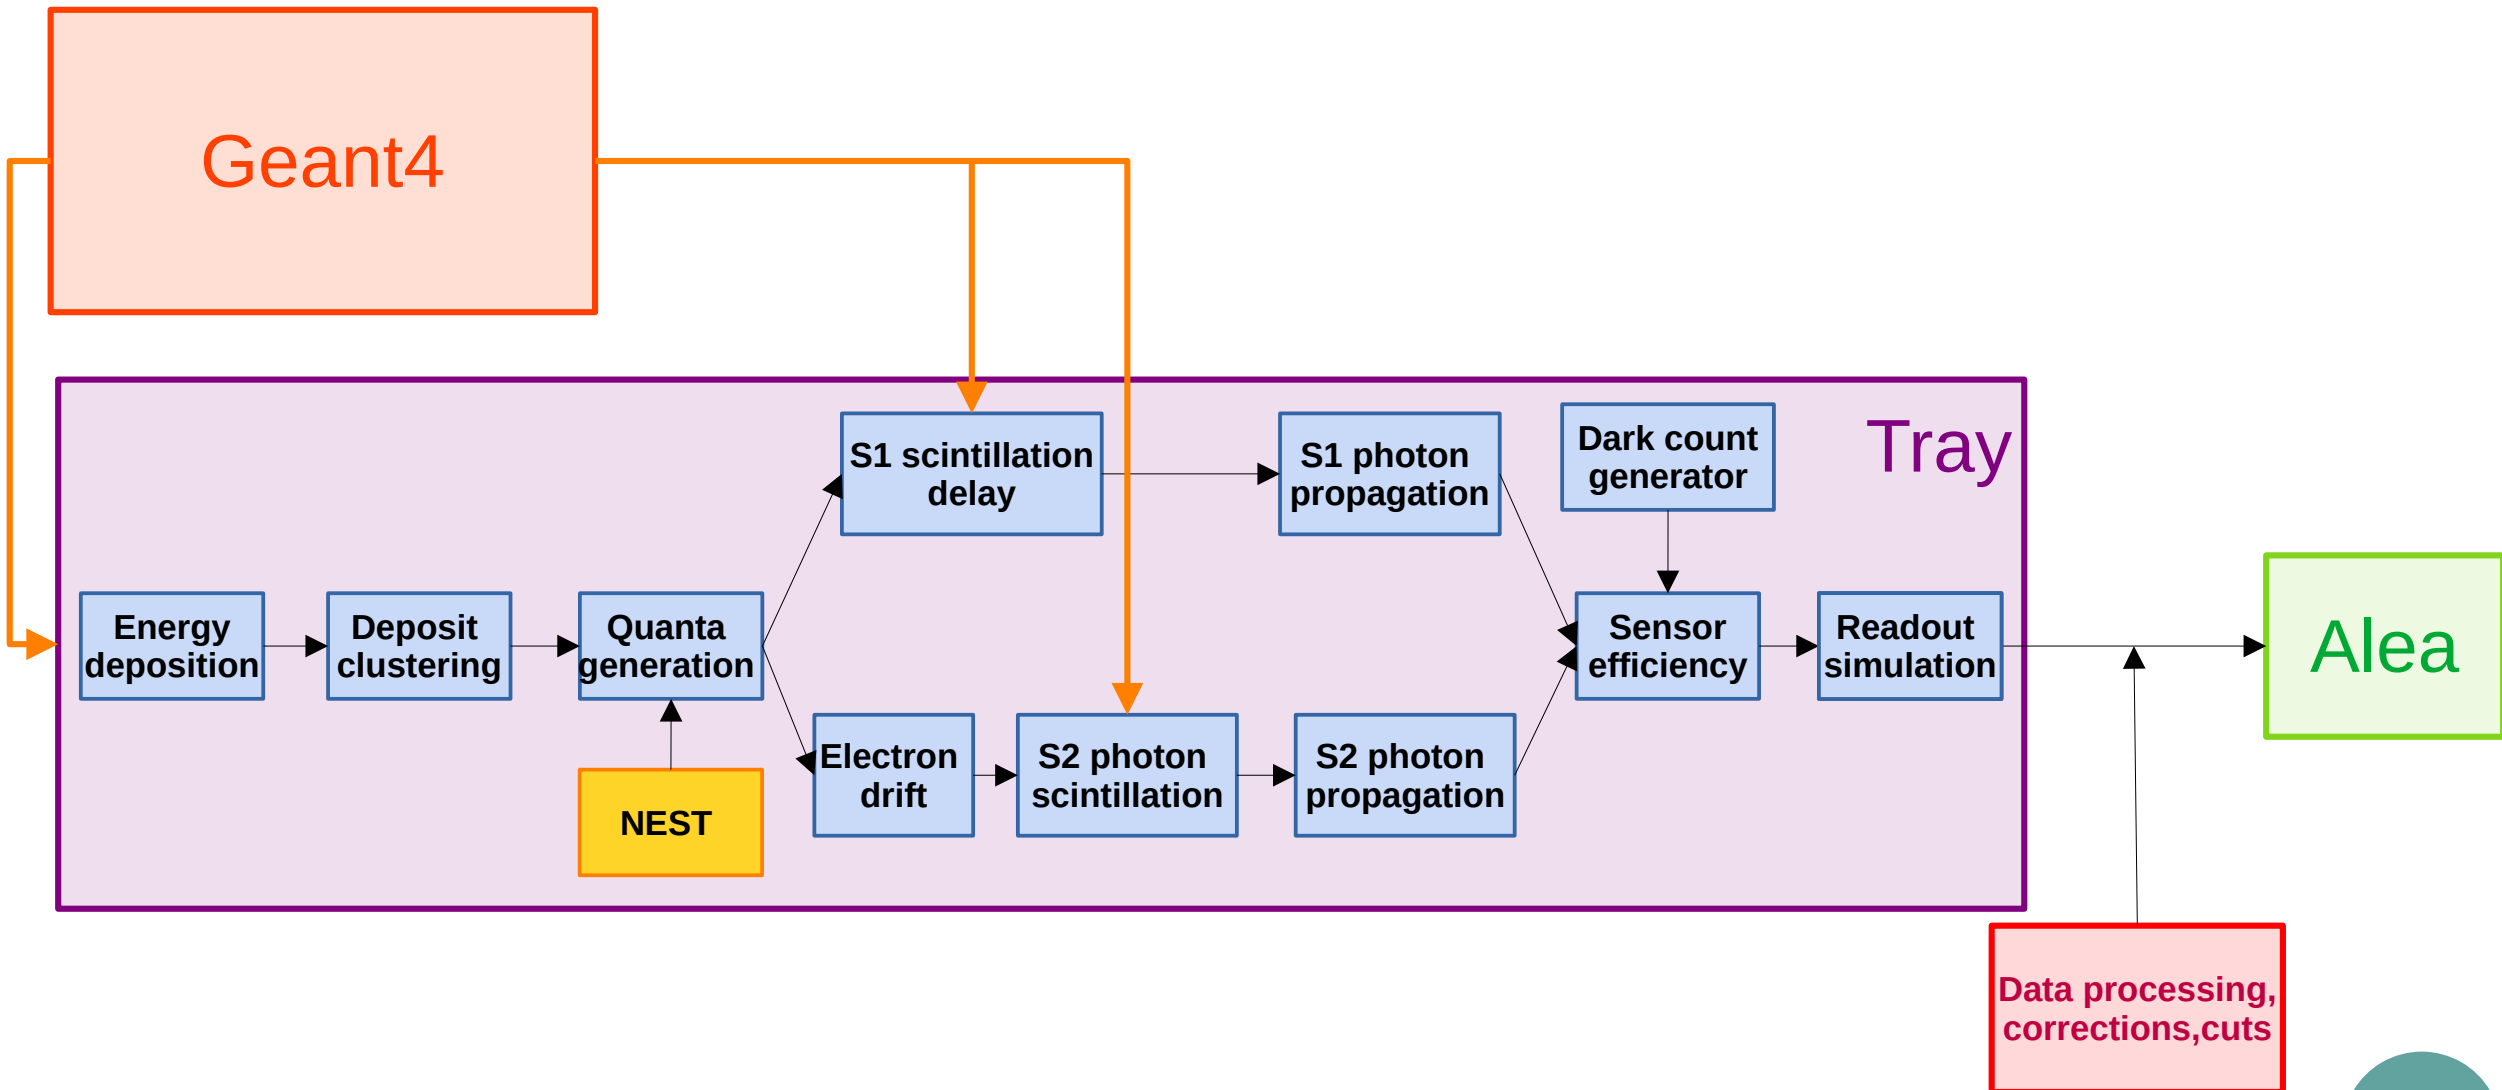 Geant4
Tray
S1 scintillation
delay
S1 photon
propagation
Dark count
generator
Energy
deposition
Deposit
clustering
Quanta
generation
Sensor
efficiency
Readout
simulation
Alea
Electron
drift
S2 photon
scintillation
S2 photon
propagation
NEST
Data processing,
corrections,cuts